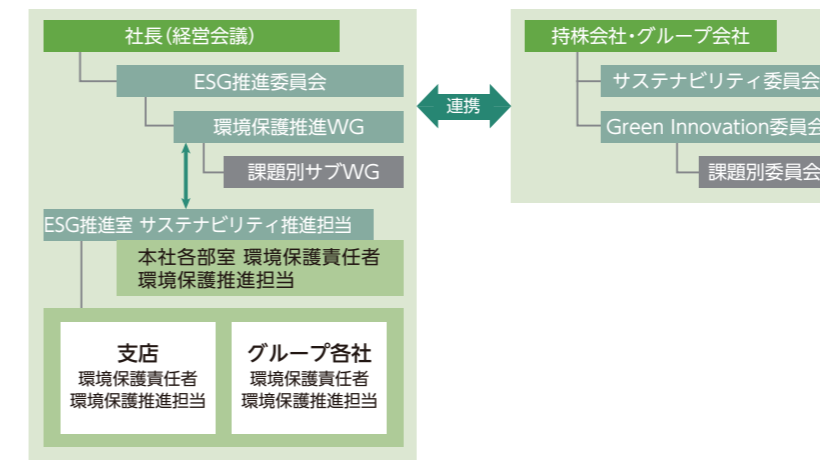 社長（経営会議）
ESG推進委員会
環境保護推進WG
課題別サブWG
ESG推進室 サステナビリティ推進担当
本社各部室 環境保護責任者
環境保護推進担当
支店
環境保護責任者
環境保護推進担当
グループ各社
環境保護責任者
環境保護推進担当
連携
持株会社・グループ会社
サステナビリティ委員会
Green Innovation委員会
課題別委員会